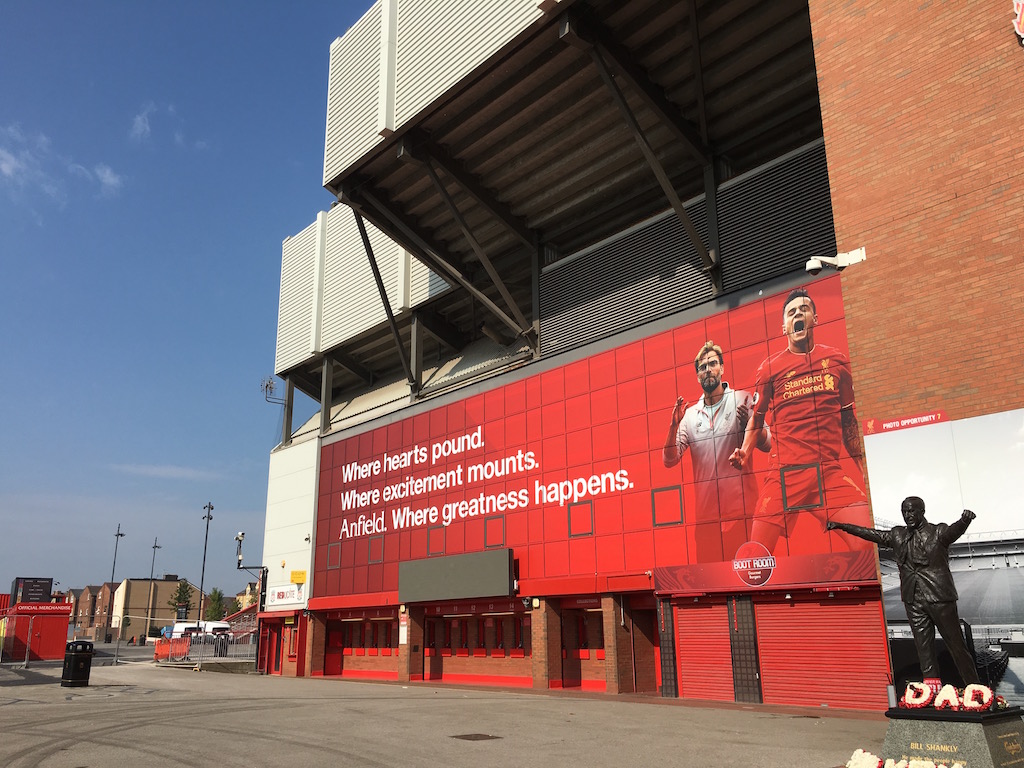 Where hearts pound.
Where excitement mounts.
Anfield. Where greatness happens.
Standard
Chartered
PHOTO OPPORTUNITY 7
BOOT ROOM
OFFICIAL MERCHANDISE
DAD
BILL SHANKLY